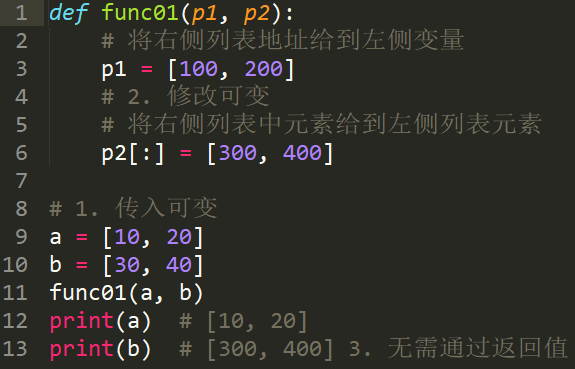 1 def func01(p1, p2):
2     # 将右侧列表地址给到左侧变量
3     p1 = [100, 200]
4     # 2. 修改可变
5     # 将右侧列表中元素给到左侧列表元素
6     p2[:] = [300, 400]
7
8 # 1. 传入可变
9 a = [10, 20]
10 b = [30, 40]
11 func01(a, b)
12 print(a)  # [10, 20]
13 print(b)  # [300, 400] 3. 无需通过返回值